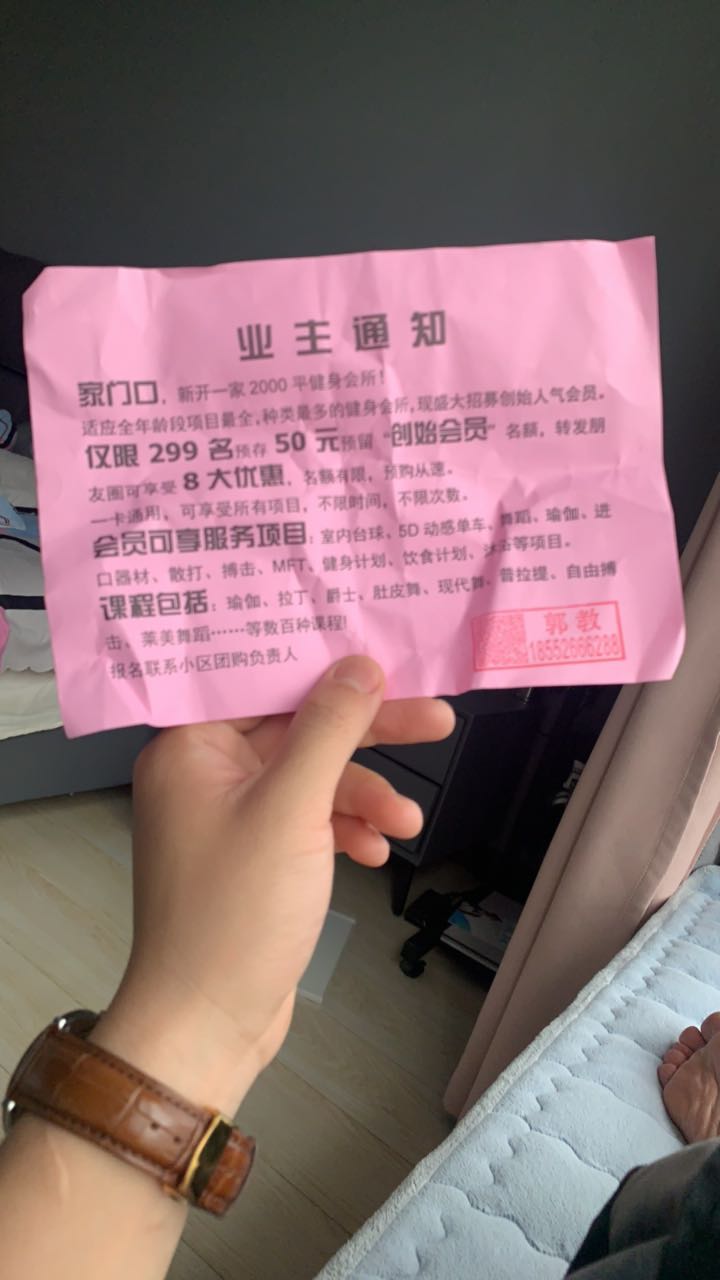 业主通知
家门口，新开一家 2000 平健身会所！
适应全年龄段项目最全,种类最多的健身会所,现盛大招募创始人气会员。
仅限 299 名预存 50 元预留 "创始会员" 名额，转发朋
友圈可享受 8 大优惠，名额有限，预购从速。
一卡通用，可享受所有项目，不限时间，不限次数。
会员可享服务项目：室内台球、5D 动感单车、舞蹈、瑜伽、进
口器材、散打、搏击、MFT、健身计划、饮食计划、沐浴等项目。
课程包括：瑜伽、拉丁、爵士、肚皮舞、现代舞、普拉提、自由搏
击、莱美舞蹈……等数百种课程!
报名联系小区团购负责人
郭教
18552666288